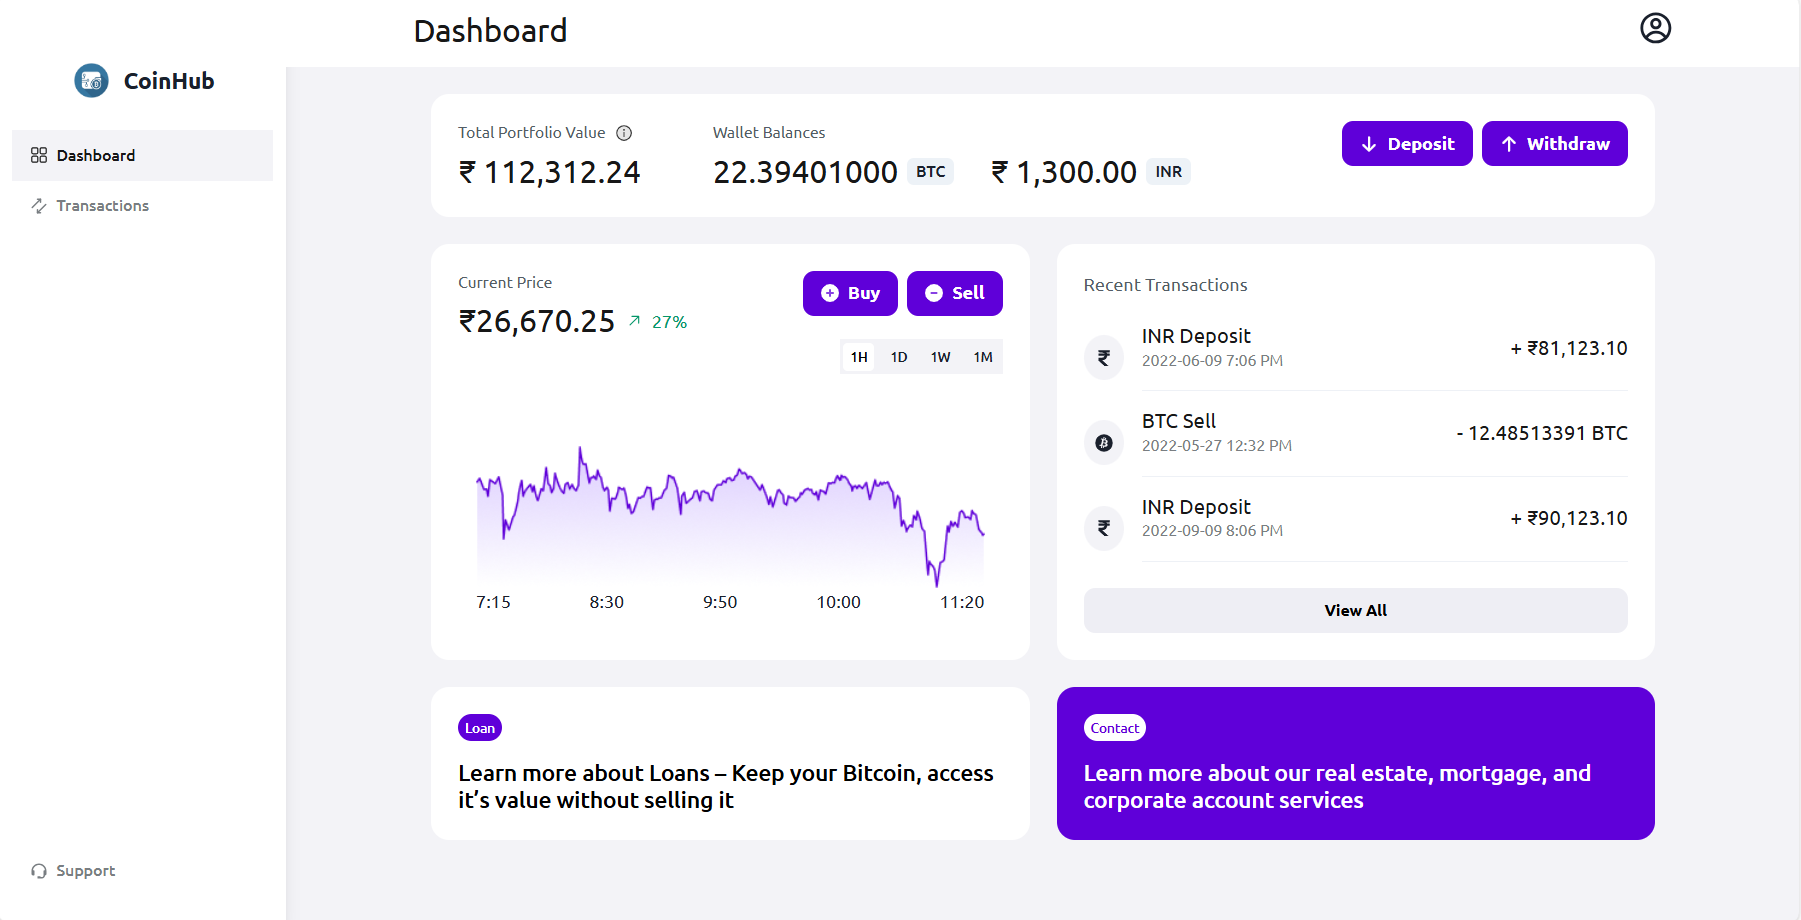 Dashboard
CoinHub
Dashboard
Transactions
Support
Total Portfolio Value
₹ 112,312.24
Wallet Balances
22.39401000 BTC
₹ 1,300.00 INR
Deposit
Withdraw
Current Price
₹26,670.25 27%
Buy
Sell
1H 1D 1W 1M
7:15 8:30 9:50 10:00 11:20
Recent Transactions
INR Deposit
2022-06-09 7:06 PM
+ ₹81,123.10
BTC Sell
2022-05-27 12:32 PM
- 12.48513391 BTC
INR Deposit
2022-09-09 8:06 PM
+ ₹90,123.10
View All
Loan
Learn more about Loans – Keep your Bitcoin, access
it’s value without selling it
Contact
Learn more about our real estate, mortgage, and
corporate account services